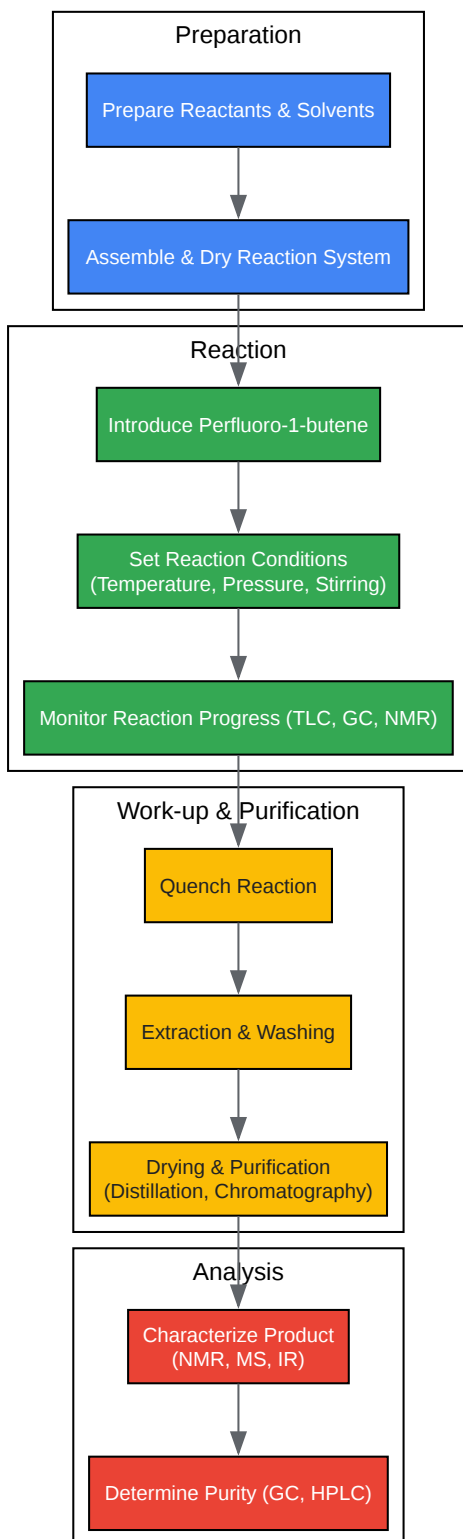 Preparation
Prepare Reactants & Solvents
Assemble & Dry Reaction System
Reaction
Introduce Perfluoro-1-butene
Set Reaction Conditions
(Temperature, Pressure, Stirring)
Monitor Reaction Progress (TLC, GC, NMR)
Work-up & Purification
Quench Reaction
Extraction & Washing
Drying & Purification
(Distillation, Chromatography)
Analysis
Characterize Product
(NMR, MS, IR)
Determine Purity (GC, HPLC)